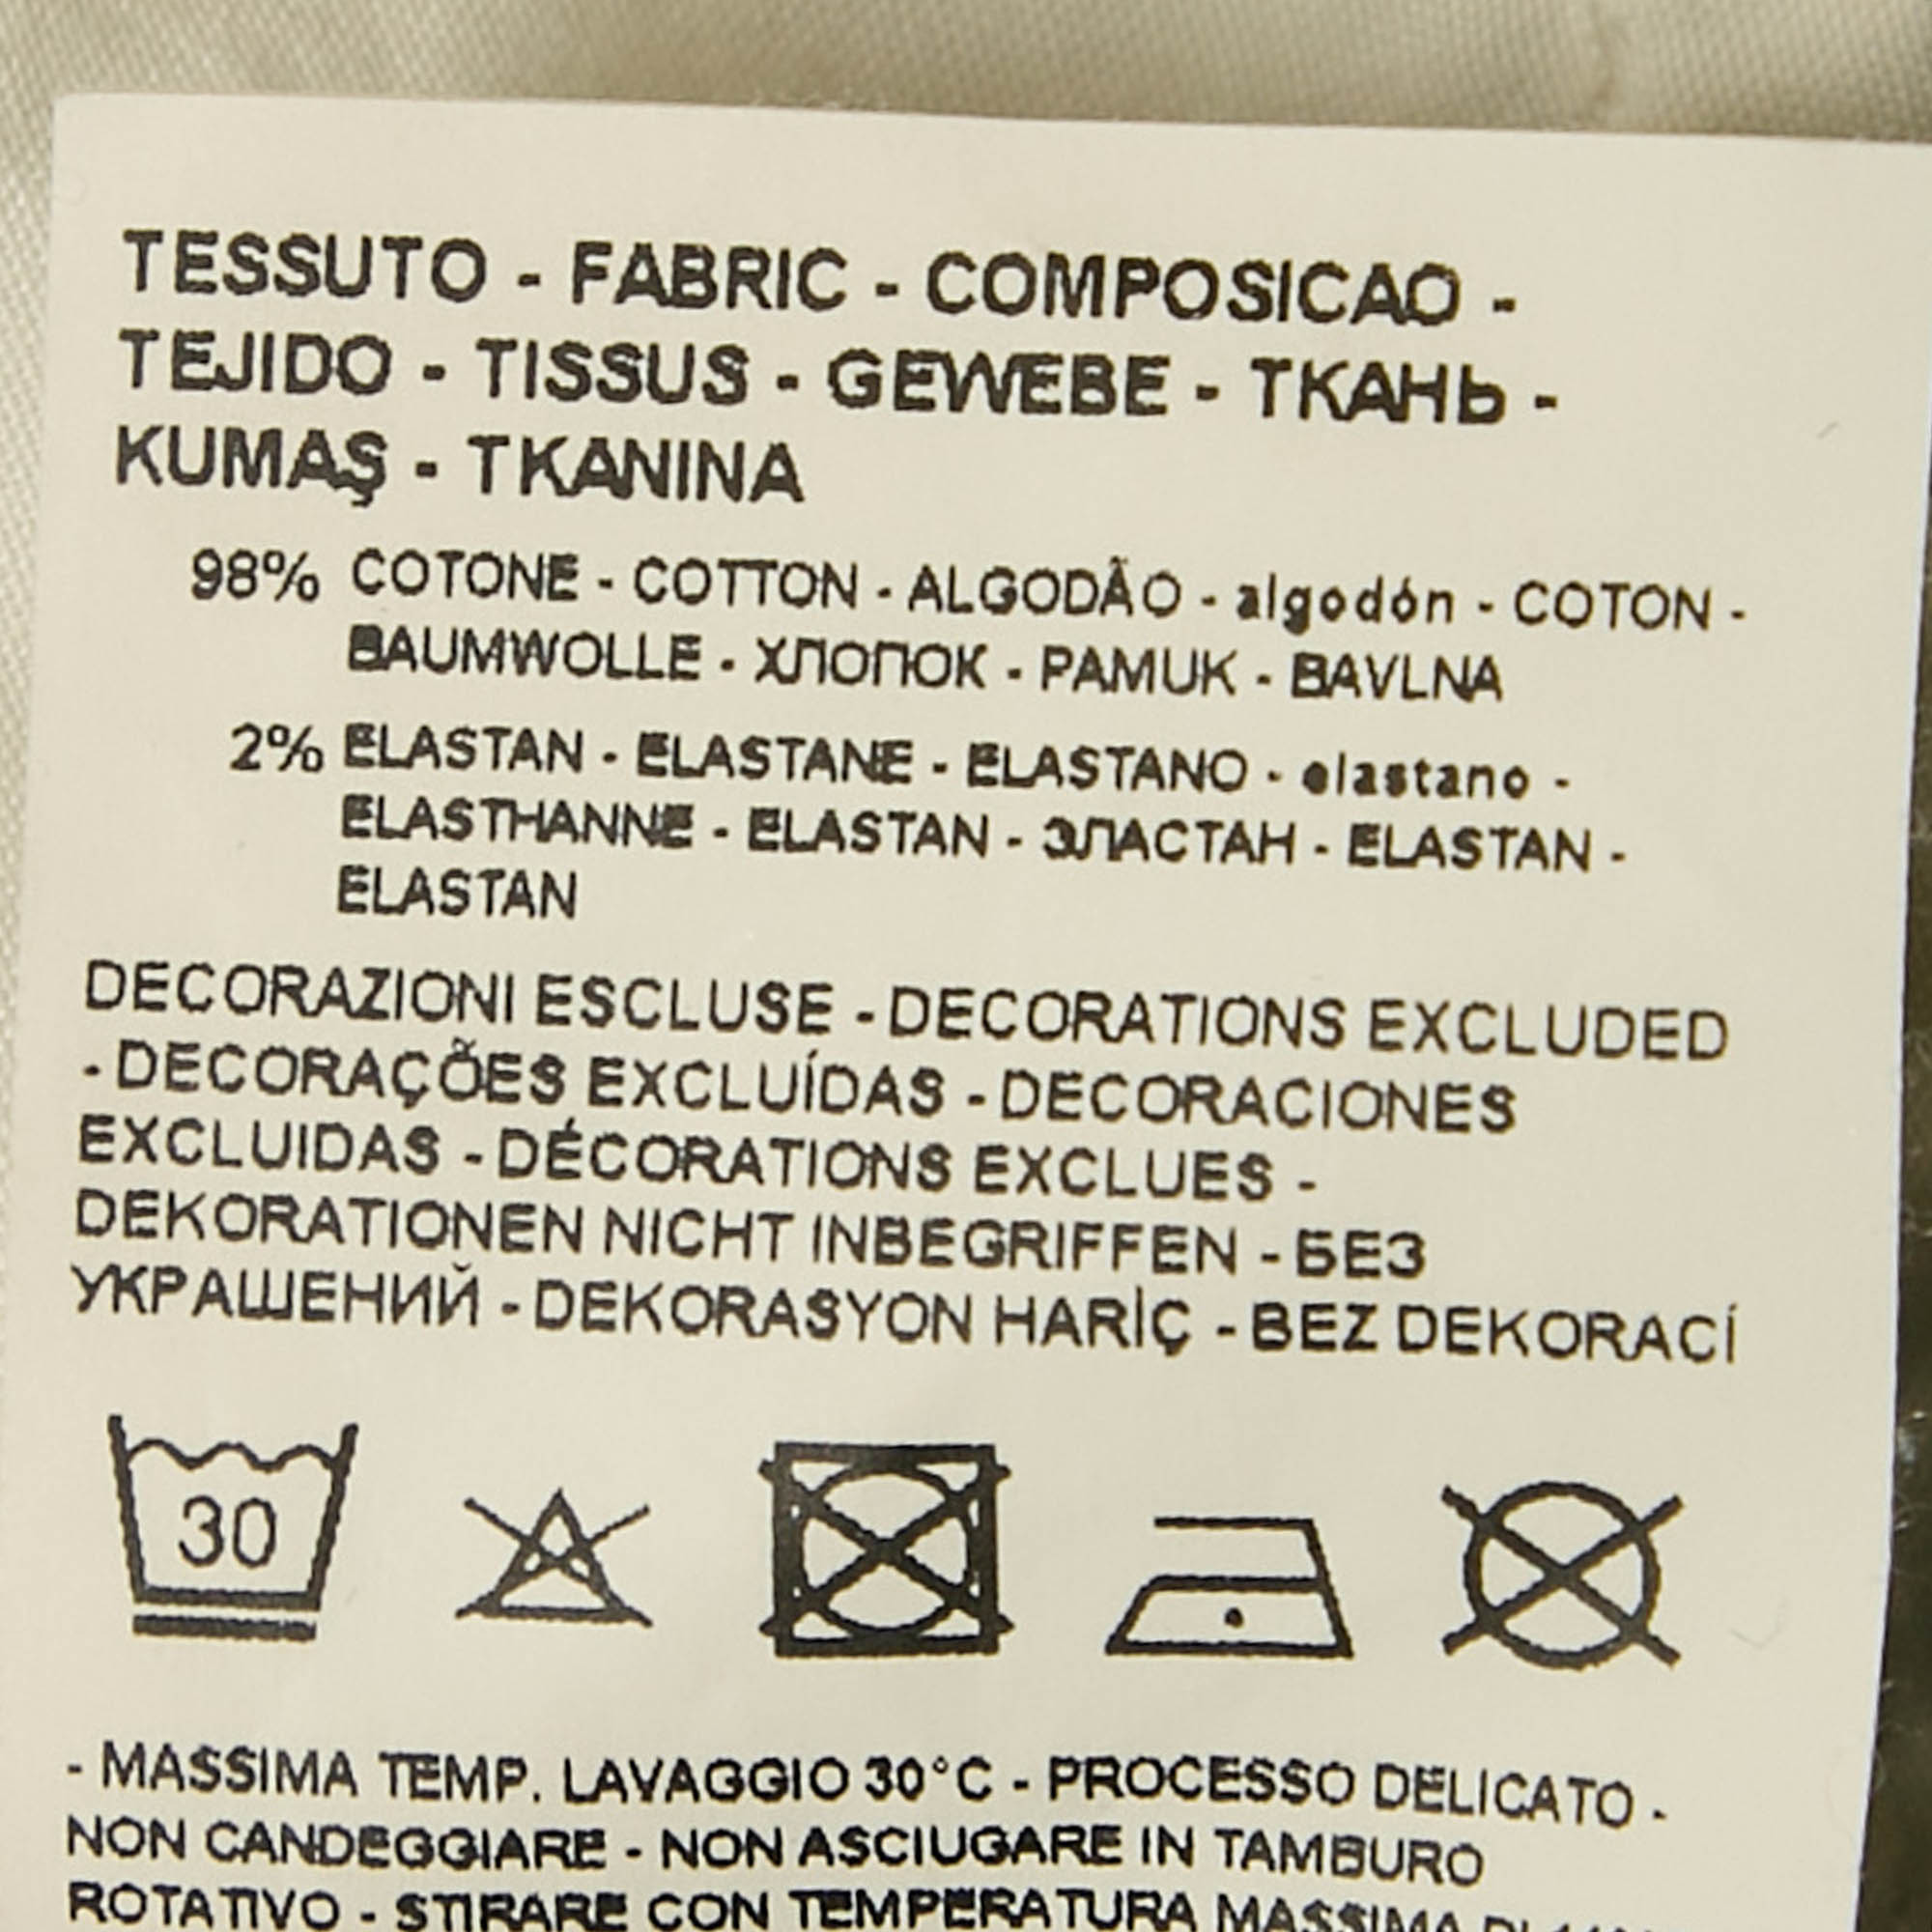 TESSUTO - FABRIC - COMPOSICAO -
TEJIDO - TISSUS - GEWEBE - ТКАНЬ -
KUMAŞ - TKANINA
98% COTONE - COTTON - ALGODÃO - algodón - COTON -
BAUMWOLLE - ХЛОПОК - PAMUK - BAVLNA
2% ELASTAN - ELASTANE - ELASTANO - elastano -
ELASTHANNE - ELASTAN - ЭЛАСТАН - ELASTAN -
ELASTAN
DECORAZIONI ESCLUSE - DECORATIONS EXCLUDED
- DECORAÇÕES EXCLUÍDAS - DECORACIONES
EXCLUIDAS - DÉCORATIONS EXCLUES -
DEKORATIONEN NICHT INBEGRIFFEN - БЕЗ
УКРАШЕНИЙ - DEKORASYON HARİÇ - BEZ DEKORACÍ
30
- MASSIMA TEMP. LAVAGGIO 30°C - PROCESSO DELICATO -
NON CANDEGGIARE - NON ASCIUGARE IN TAMBURO
ROTATIVO - STIRARE CON TEMPERATURA MASSIMA DI